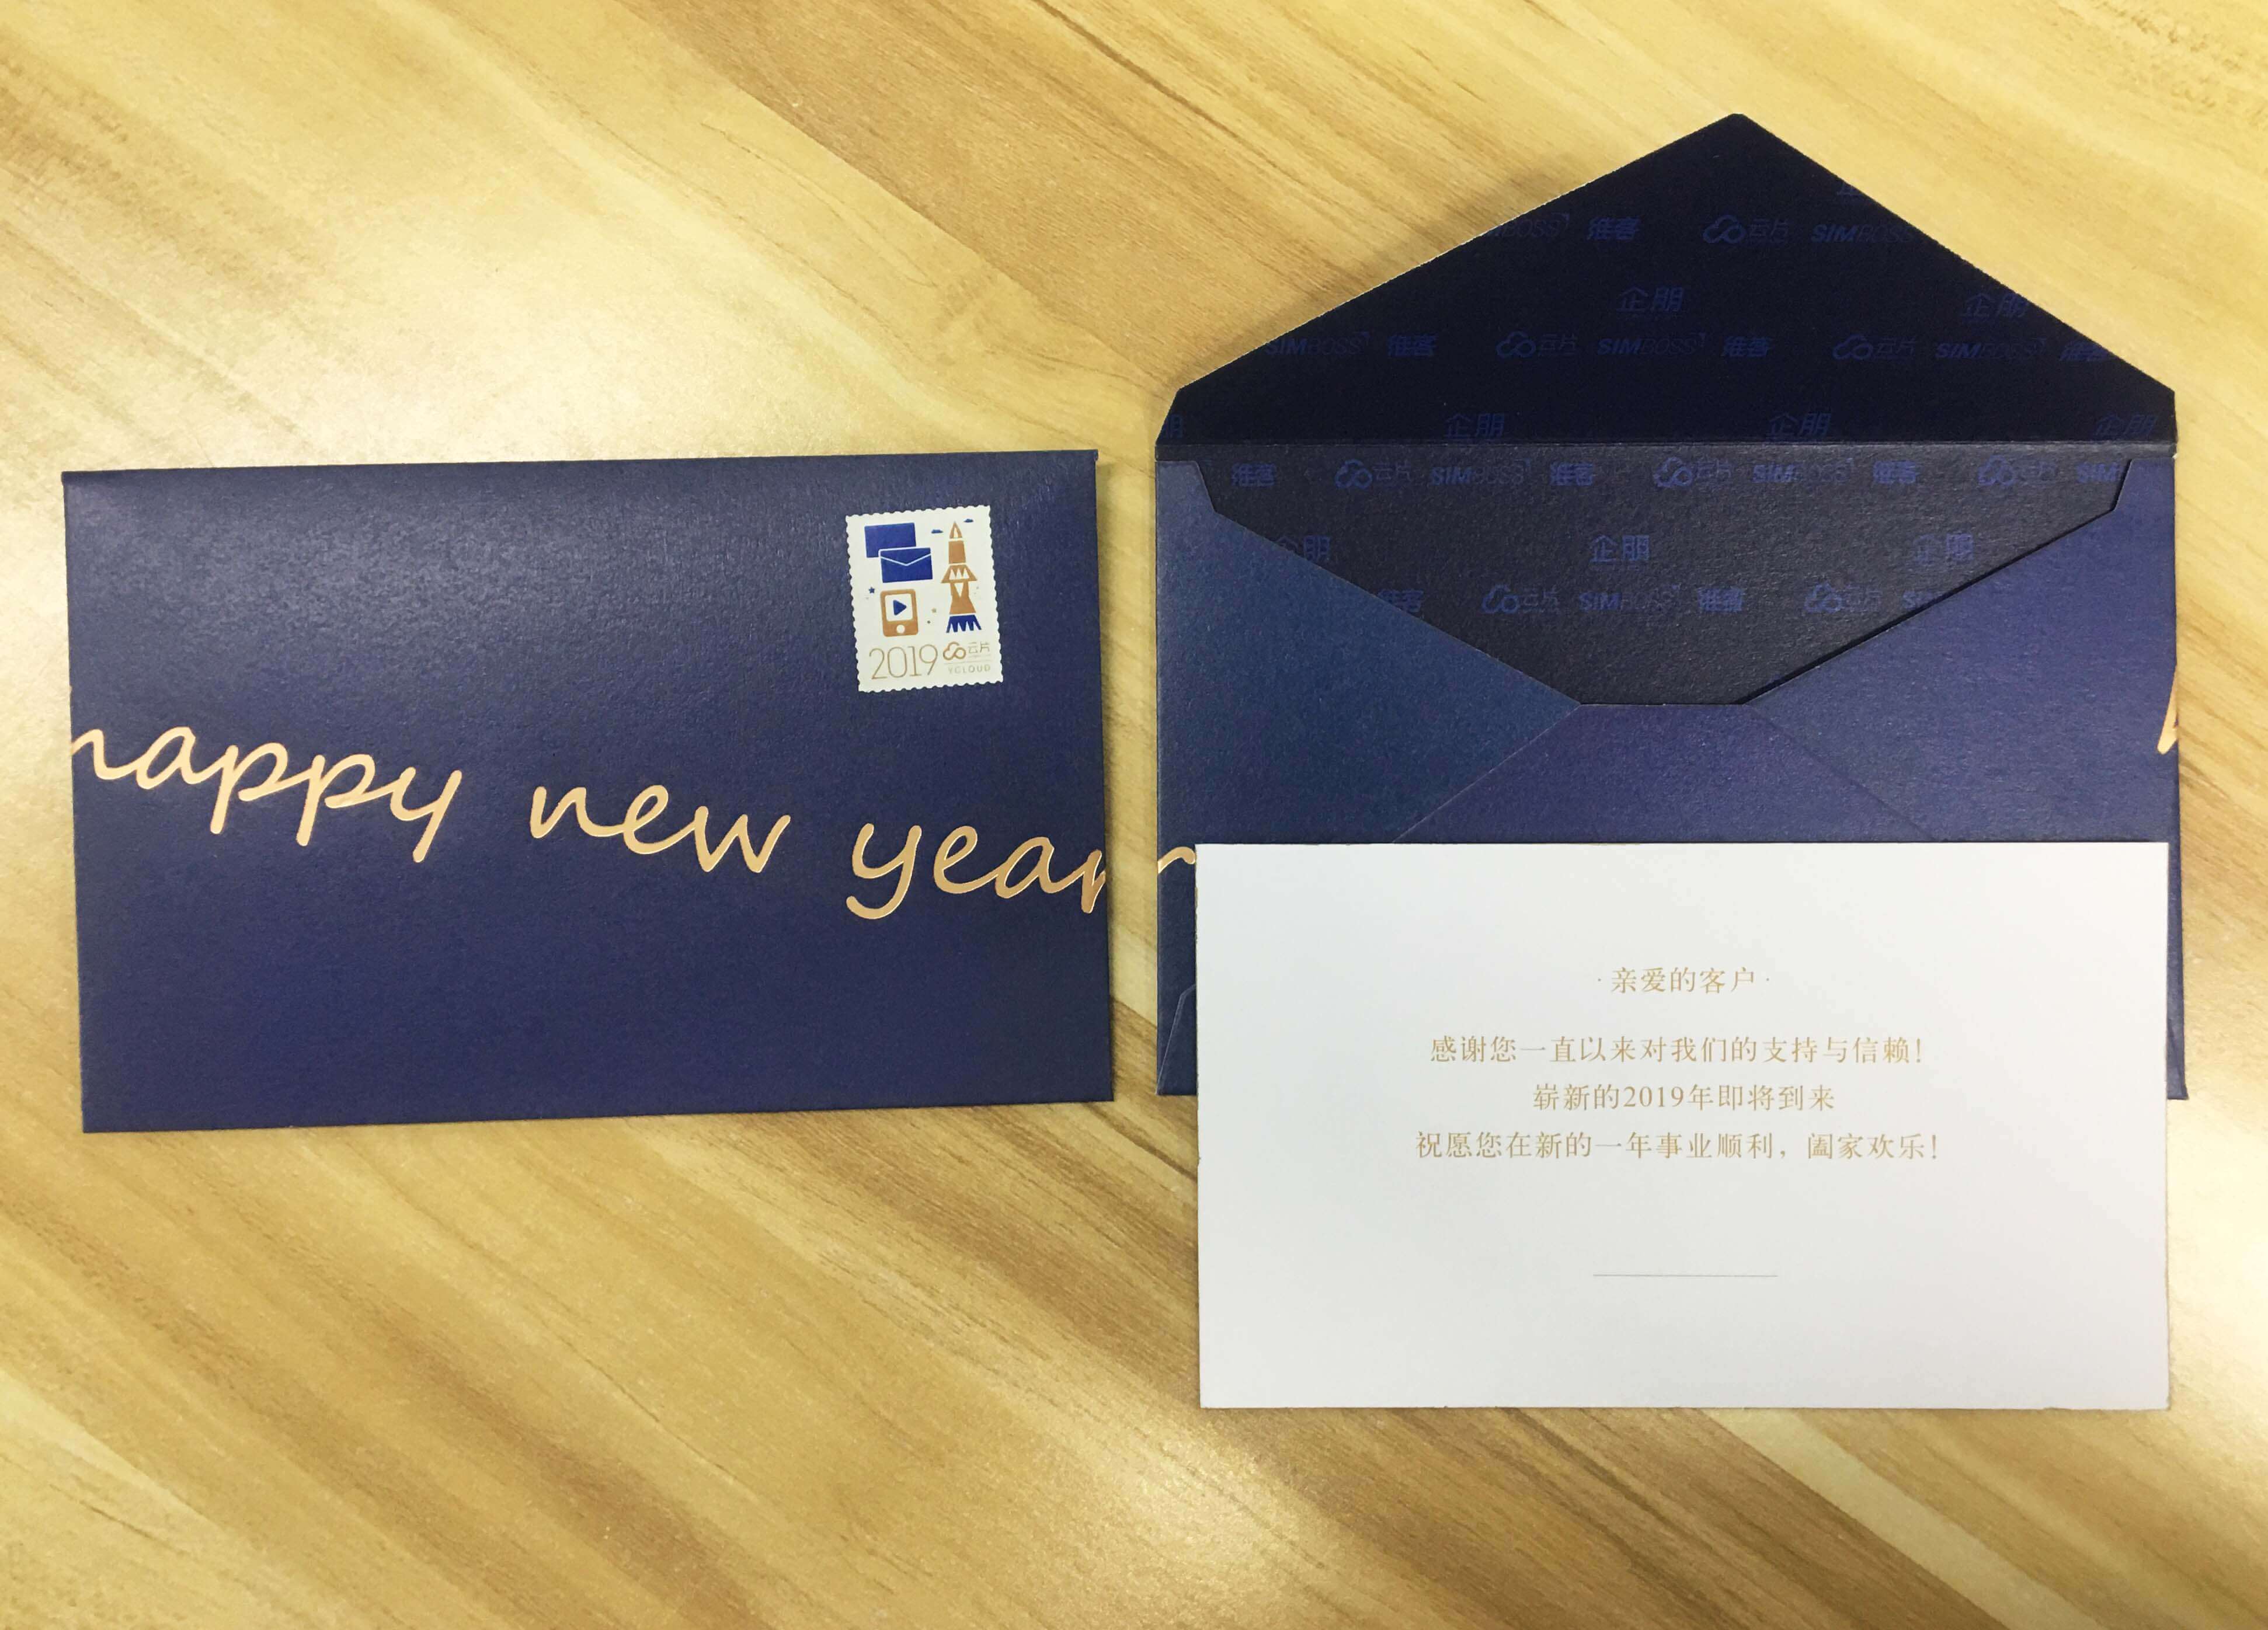 happy new year
2019 云片
YCLOUD
SIMBOSS 维客 云片 SIMBOSS
企朋 企朋
SIMBOSS 维客 云片 SIMBOSS 维客 云片 SIMBOSS 维客
企朋 企朋 企朋
维客 云片 SIMBOSS 维客 云片 SIMBOSS 维客 云片 SIM
企朋 企朋 企朋
维客 云片 SIMBOSS 维客 云片 S
·亲爱的客户·
感谢您一直以来对我们的支持与信赖！
崭新的2019年即将到来
祝愿您在新的一年事业顺利，阖家欢乐！